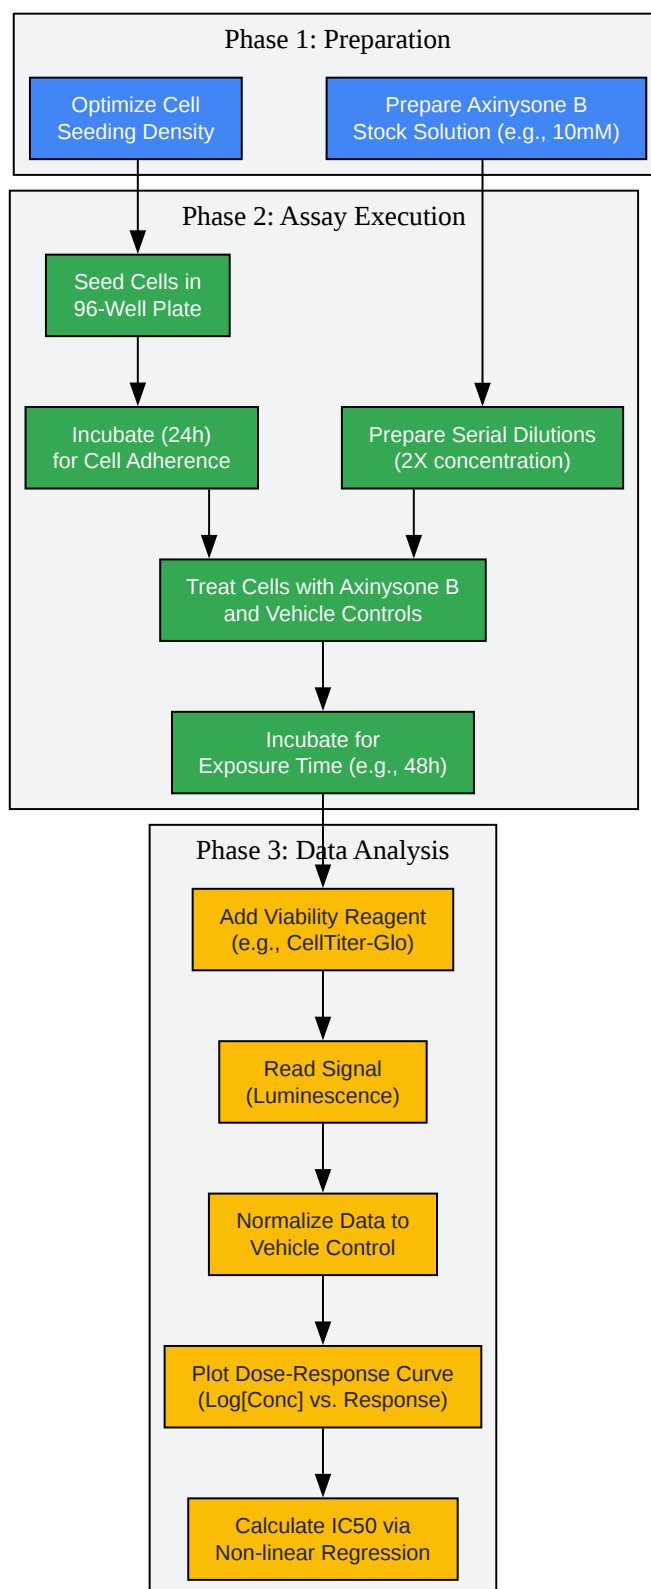 Phase 1: Preparation
Optimize Cell
Seeding Density
Prepare Axinysone B
Stock Solution (e.g., 10mM)
Phase 2: Assay Execution
Seed Cells in
96-Well Plate
Incubate (24h)
for Cell Adherence
Prepare Serial Dilutions
(2X concentration)
Treat Cells with Axinysone B
and Vehicle Controls
Incubate for
Exposure Time (e.g., 48h)
Phase 3: Data Analysis
Add Viability Reagent
(e.g., CellTiter-Glo)
Read Signal
(Luminescence)
Normalize Data to
Vehicle Control
Plot Dose-Response Curve
(Log[Conc] vs. Response)
Calculate IC50 via
Non-linear Regression